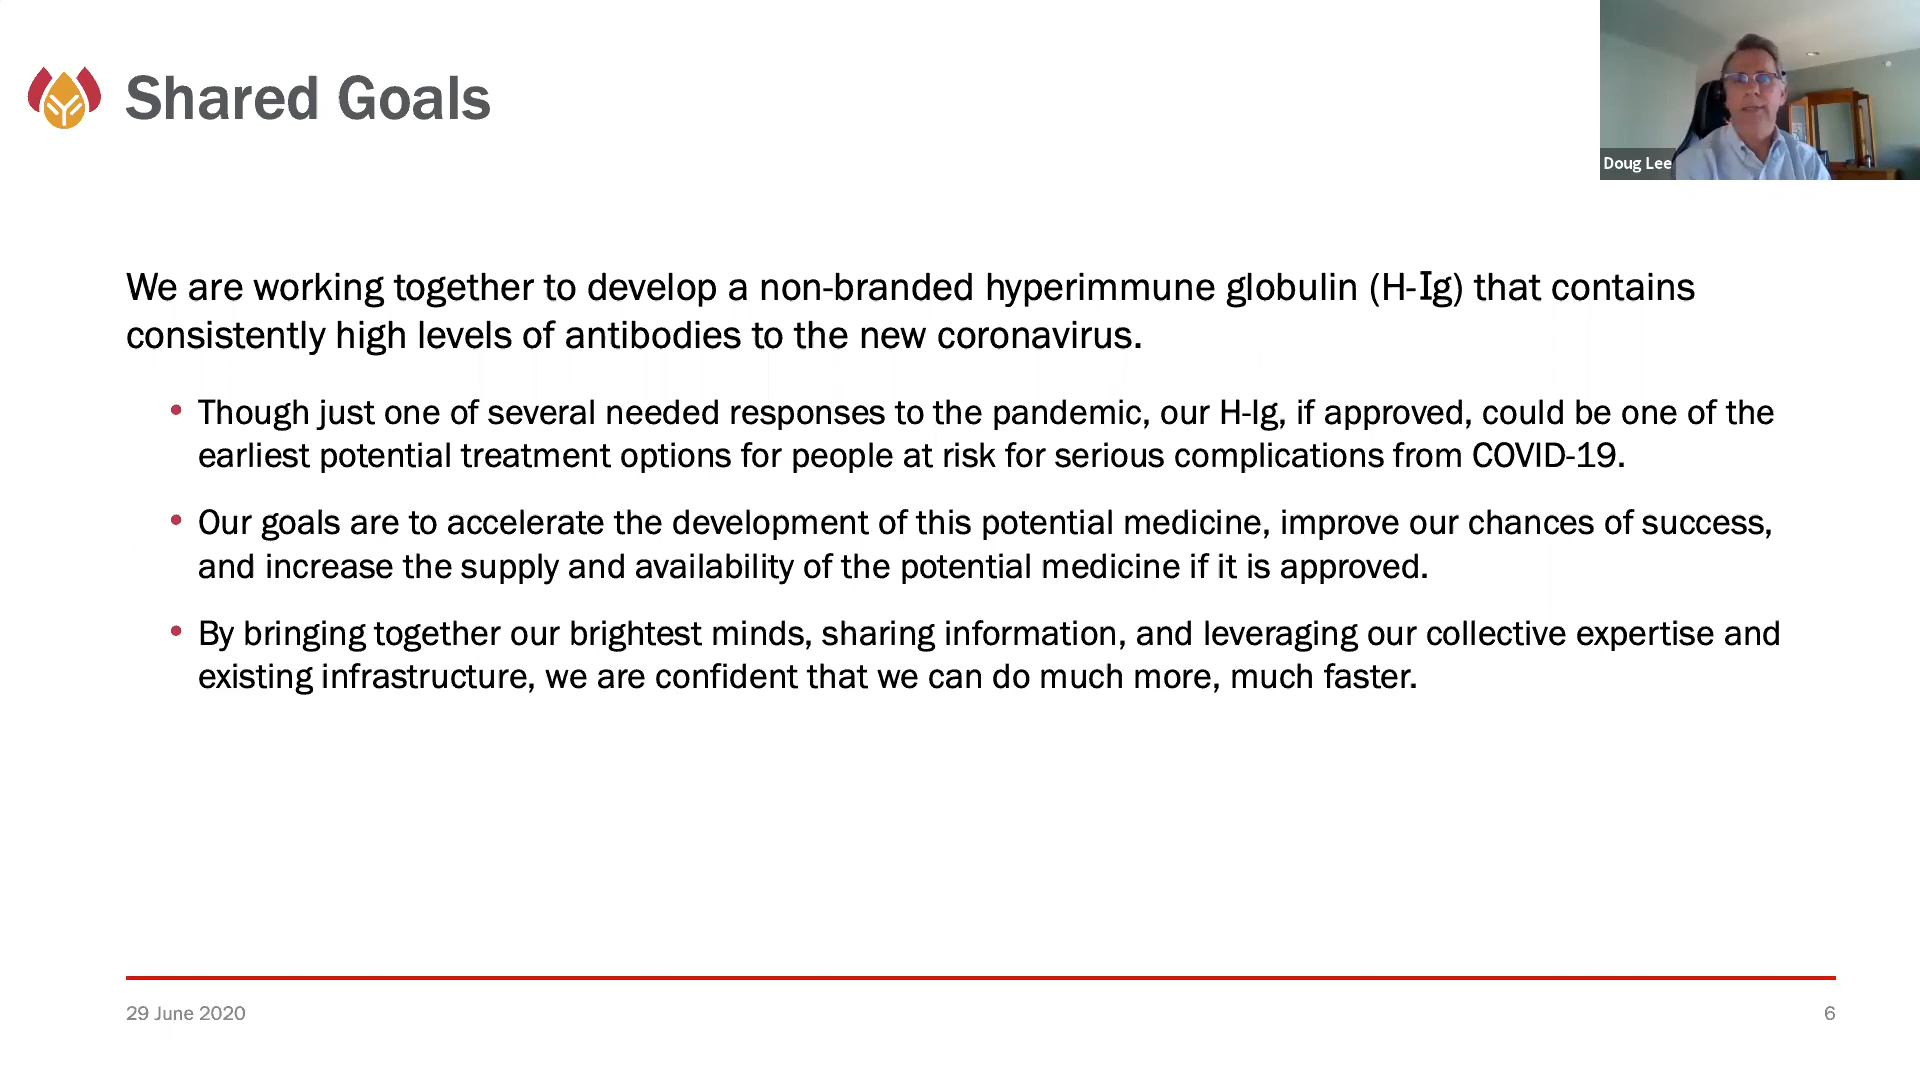 Shared Goals
Doug Lee
We are working together to develop a non-branded hyperimmune globulin (H-Ig) that contains
consistently high levels of antibodies to the new coronavirus.
• Though just one of several needed responses to the pandemic, our H-Ig, if approved, could be one of the
earliest potential treatment options for people at risk for serious complications from COVID-19.
• Our goals are to accelerate the development of this potential medicine, improve our chances of success,
and increase the supply and availability of the potential medicine if it is approved.
• By bringing together our brightest minds, sharing information, and leveraging our collective expertise and
existing infrastructure, we are confident that we can do much more, much faster.
29 June 2020
6